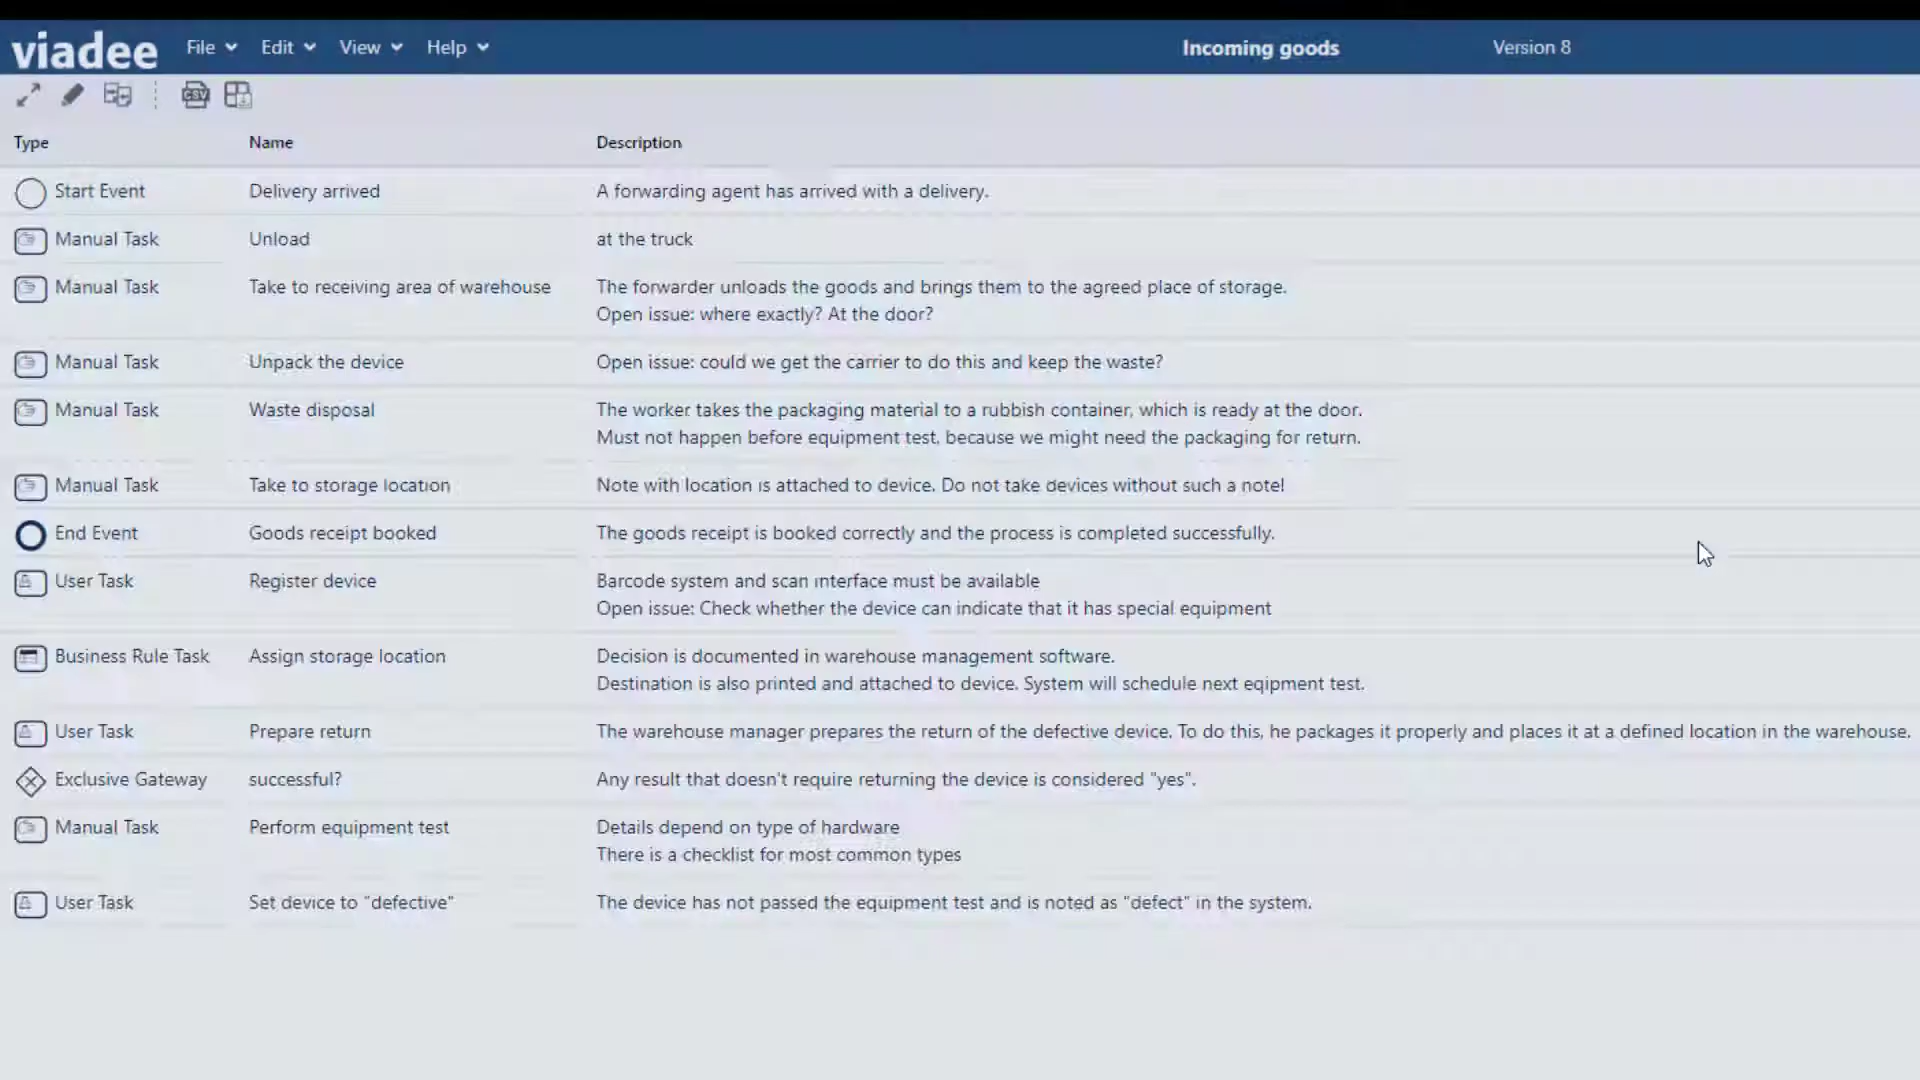 viadee File Edit View Help Incoming goods Version 8
CSV
Type Name Description
Start Event Delivery arrived A forwarding agent has arrived with a delivery.
Manual Task Unload at the truck
Manual Task Take to receiving area of warehouse The forwarder unloads the goods and brings them to the agreed place of storage.
Open issue: where exactly? At the door?
Manual Task Unpack the device Open issue: could we get the carrier to do this and keep the waste?
Manual Task Waste disposal The worker takes the packaging material to a rubbish container, which is ready at the door.
Must not happen before equipment test, because we might need the packaging for return.
Manual Task Take to storage location Note with location is attached to device. Do not take devices without such a note!
End Event Goods receipt booked The goods receipt is booked correctly and the process is completed successfully.
User Task Register device Barcode system and scan interface must be available
Open issue: Check whether the device can indicate that it has special equipment
Business Rule Task Assign storage location Decision is documented in warehouse management software.
Destination is also printed and attached to device. System will schedule next eqipment test.
User Task Prepare return The warehouse manager prepares the return of the defective device. To do this, he packages it properly and places it at a defined location in the warehouse.
Exclusive Gateway successful? Any result that doesn't require returning the device is considered "yes".
Manual Task Perform equipment test Details depend on type of hardware
There is a checklist for most common types
User Task Set device to "defective" The device has not passed the equipment test and is noted as "defect" in the system.